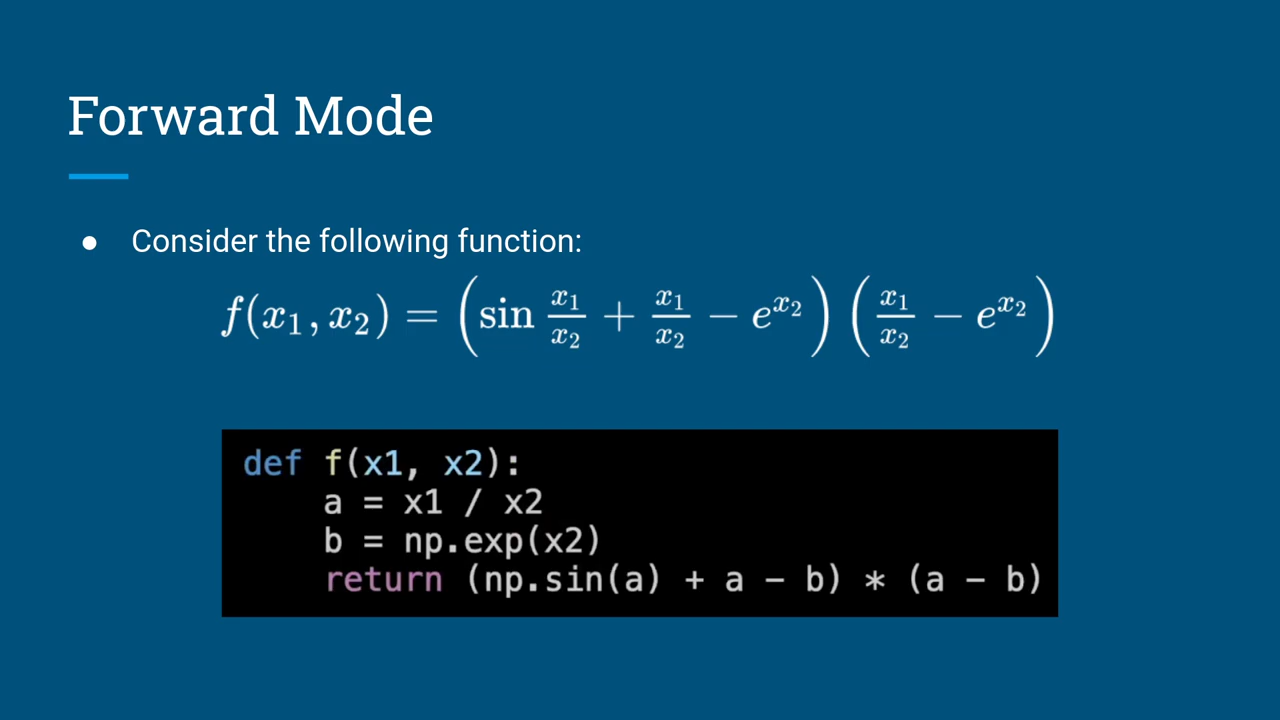 Forward Mode
● Consider the following function:
f(x₁, x₂) = (sin x₁/x₂ + x₁/x₂ − e^{x₂}) (x₁/x₂ − e^{x₂})
def f(x1, x2):
    a = x1 / x2
    b = np.exp(x2)
    return (np.sin(a) + a - b) * (a - b)